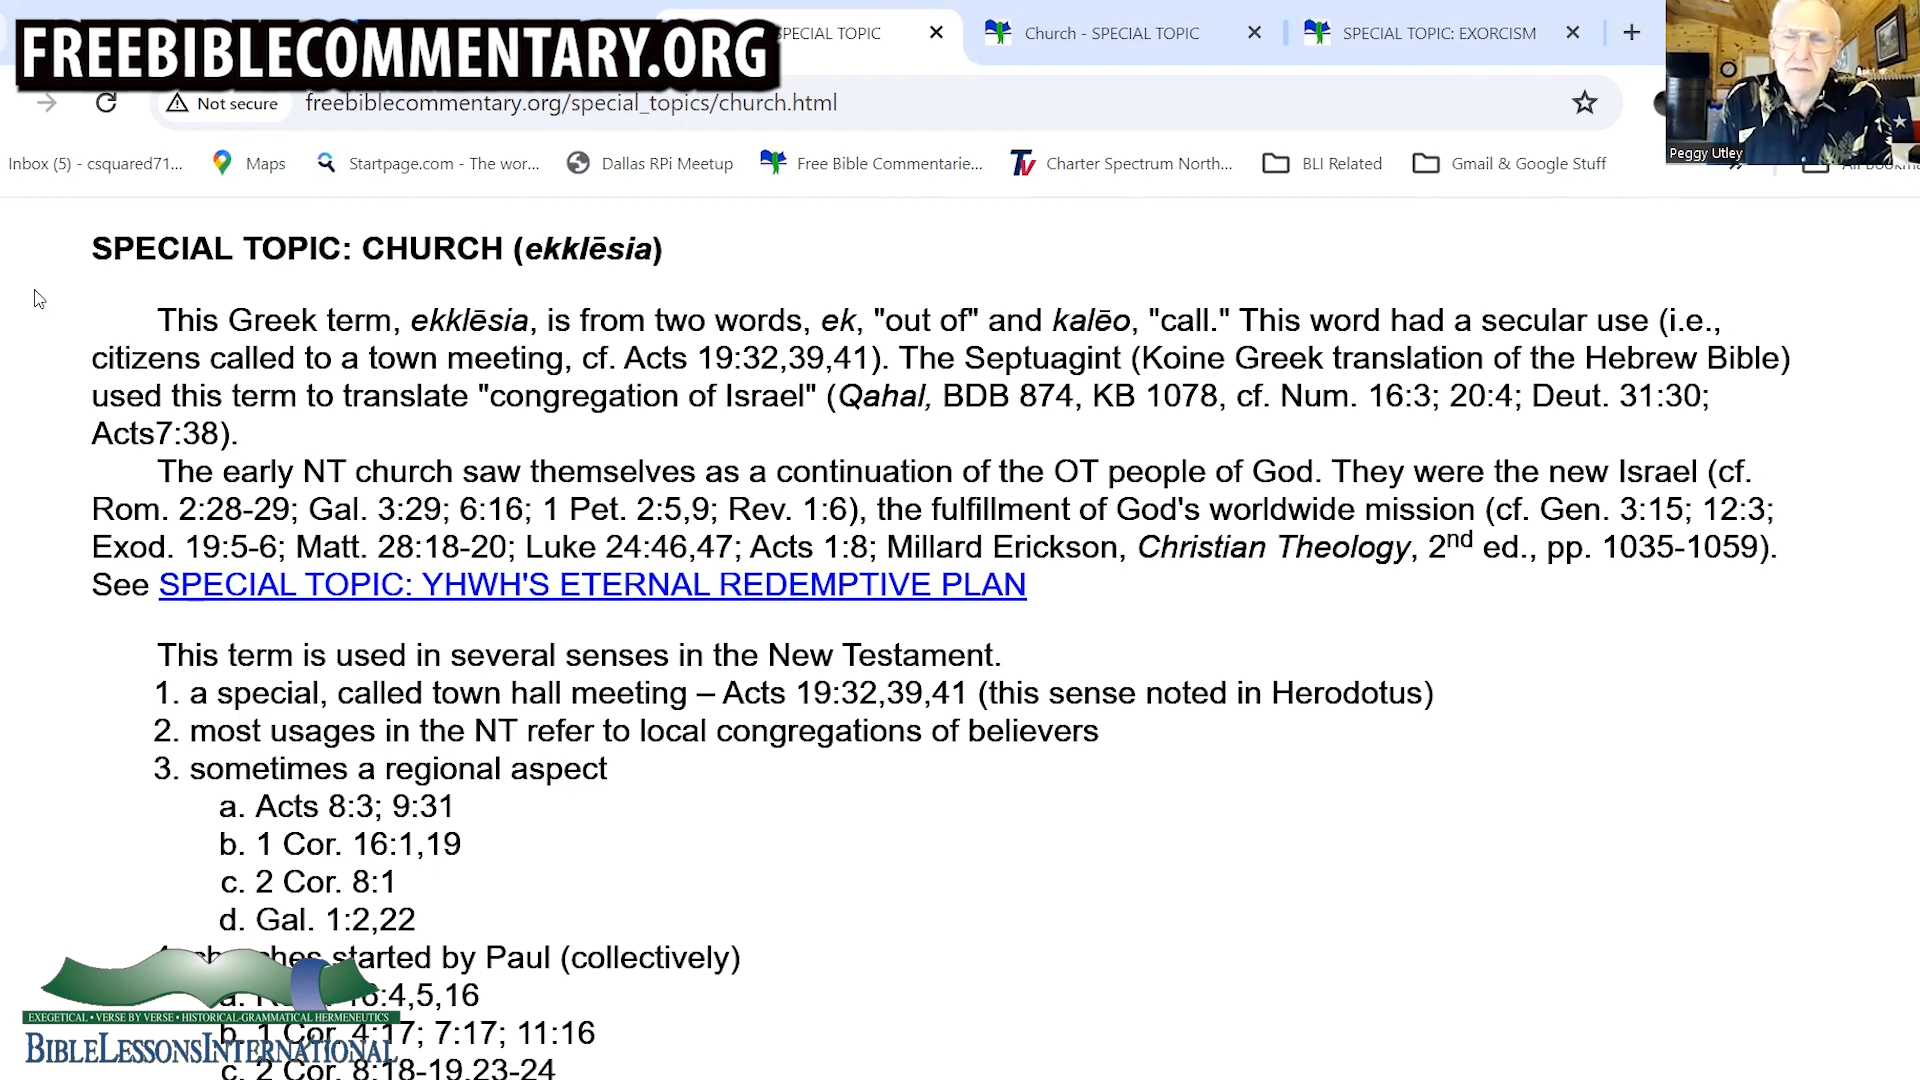 FREEBIBLECOMMENTARY.ORG
SPECIAL TOPIC
Church - SPECIAL TOPIC
SPECIAL TOPIC: EXORCISM
Not secure
freebiblecommentary.org/special_topics/church.html
Peggy Utley
Inbox (5) - csquared71...
Maps
Startpage.com - The wor...
Dallas RPi Meetup
Free Bible Commentarie...
Charter Spectrum North...
BLI Related
Gmail & Google Stuff
SPECIAL TOPIC: CHURCH (ekklēsia)
This Greek term, ekklēsia, is from two words, ek, "out of" and kalēo, "call." This word had a secular use (i.e.,
citizens called to a town meeting, cf. Acts 19:32,39,41). The Septuagint (Koine Greek translation of the Hebrew Bible)
used this term to translate "congregation of Israel" (Qahal, BDB 874, KB 1078, cf. Num. 16:3; 20:4; Deut. 31:30;
Acts7:38).
The early NT church saw themselves as a continuation of the OT people of God. They were the new Israel (cf.
Rom. 2:28-29; Gal. 3:29; 6:16; 1 Pet. 2:5,9; Rev. 1:6), the fulfillment of God's worldwide mission (cf. Gen. 3:15; 12:3;
Exod. 19:5-6; Matt. 28:18-20; Luke 24:46,47; Acts 1:8; Millard Erickson, Christian Theology, 2nd ed., pp. 1035-1059).
See SPECIAL TOPIC: YHWH'S ETERNAL REDEMPTIVE PLAN
This term is used in several senses in the New Testament.
1. a special, called town hall meeting – Acts 19:32,39,41 (this sense noted in Herodotus)
2. most usages in the NT refer to local congregations of believers
3. sometimes a regional aspect
a. Acts 8:3; 9:31
b. 1 Cor. 16:1,19
c. 2 Cor. 8:1
d. Gal. 1:2,22
started by Paul (collectively)
a. 16:4,5,16
b. 1 Cor. 4:17; 7:17; 11:16
c. 2 Cor. 8:18-19,23-24
EXEGETICAL • VERSE BY VERSE • HISTORICAL-GRAMMATICAL HERMENEUTICS
BIBLELESSONSINTERNATIONAL